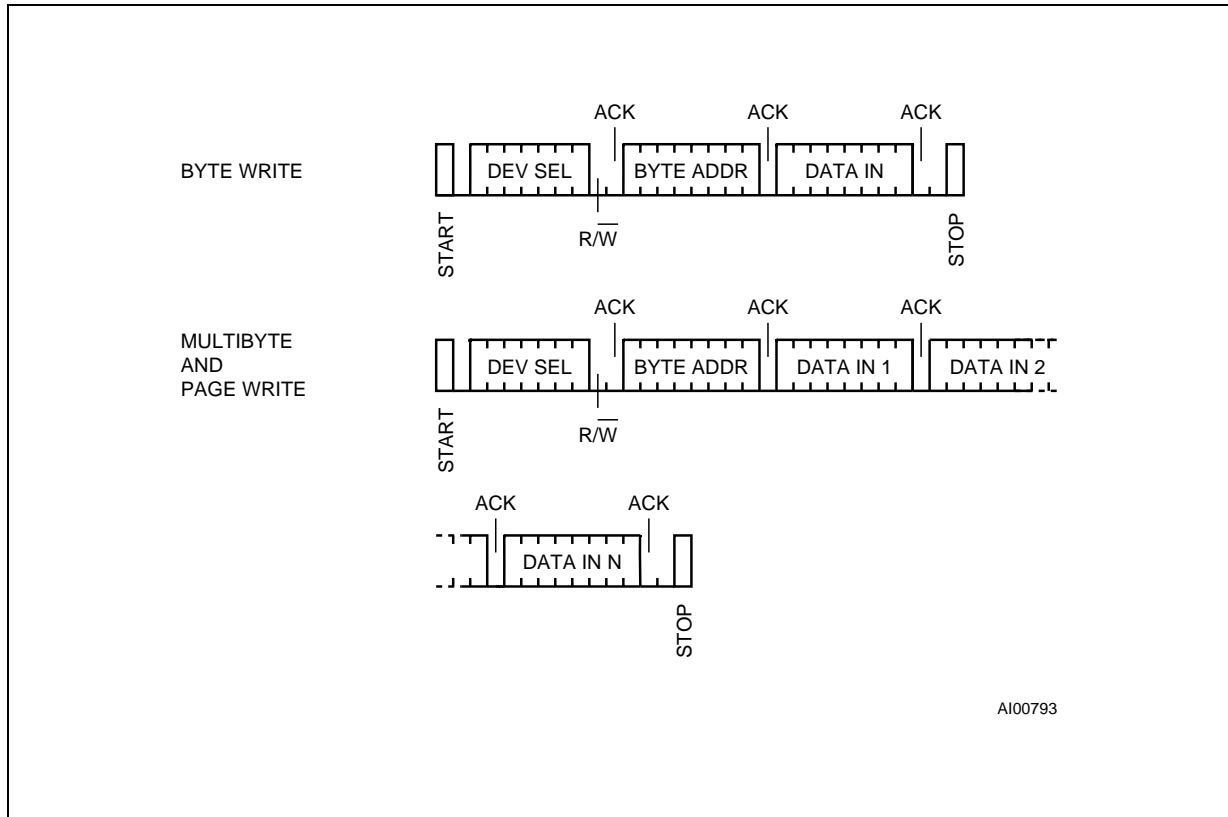 ACK ACK ACK
BYTE WRITE DEV SEL BYTE ADDR DATA IN
START R/W̅ STOP
ACK ACK ACK
MULTIBYTE
AND
PAGE WRITE
DEV SEL BYTE ADDR DATA IN 1 DATA IN 2
START R/W̅
ACK ACK
DATA IN N
STOP
AI00793